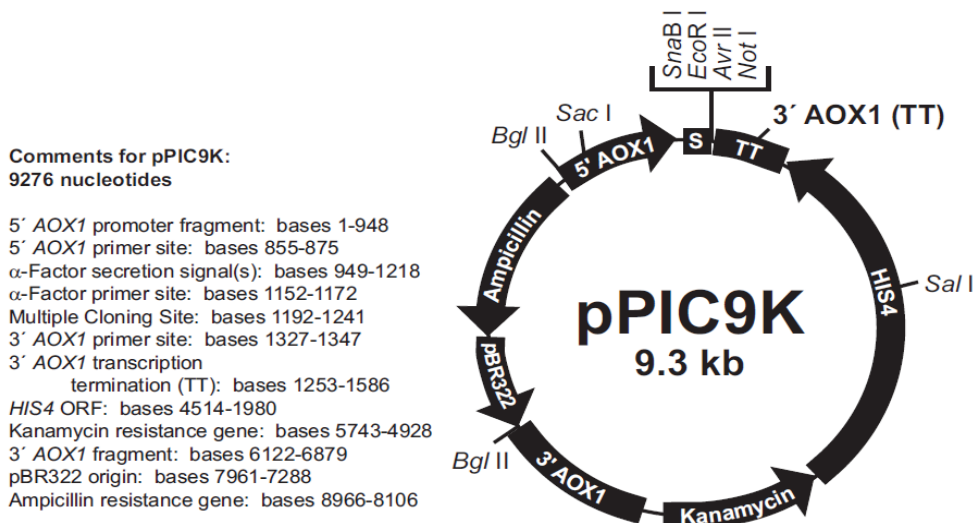 Comments for pPIC9K:
9276 nucleotides
5´ AOX1 promoter fragment: bases 1-948
5´ AOX1 primer site: bases 855-875
α-Factor secretion signal(s): bases 949-1218
α-Factor primer site: bases 1152-1172
Multiple Cloning Site: bases 1192-1241
3´ AOX1 primer site: bases 1327-1347
3´ AOX1 transcription
termination (TT): bases 1253-1586
HIS4 ORF: bases 4514-1980
Kanamycin resistance gene: bases 5743-4928
3´ AOX1 fragment: bases 6122-6879
pBR322 origin: bases 7961-7288
Ampicillin resistance gene: bases 8966-8106
SnaB I
EcoR I
Avr II
Not I
Sac I
Bgl II
5' AOX1
S
TT
3´ AOX1 (TT)
Ampicillin
HIS4
Sal I
pPIC9K
9.3 kb
pBR322
Bgl II
3' AOX1
Kanamycin